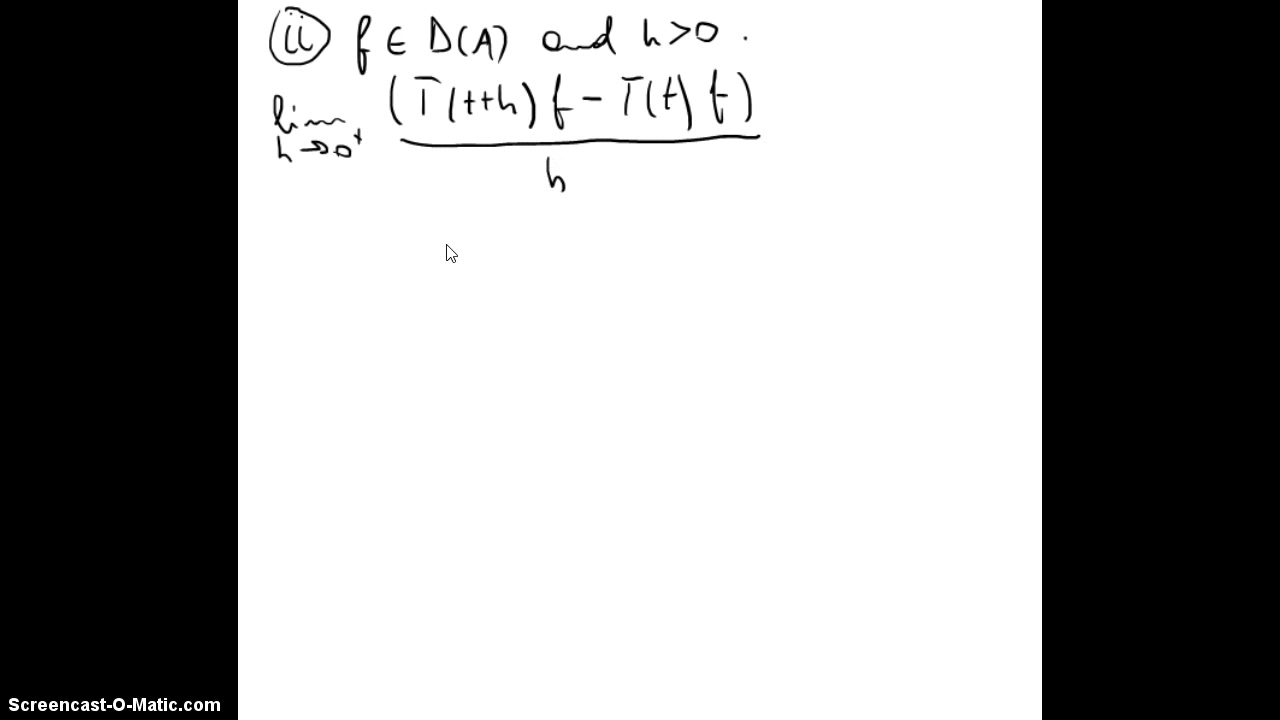 (ii) f ∈ D(A) and h>0 .
lim h→0⁺ (T(t+h)f - T(t)f) / h
Screencast-O-Matic.com